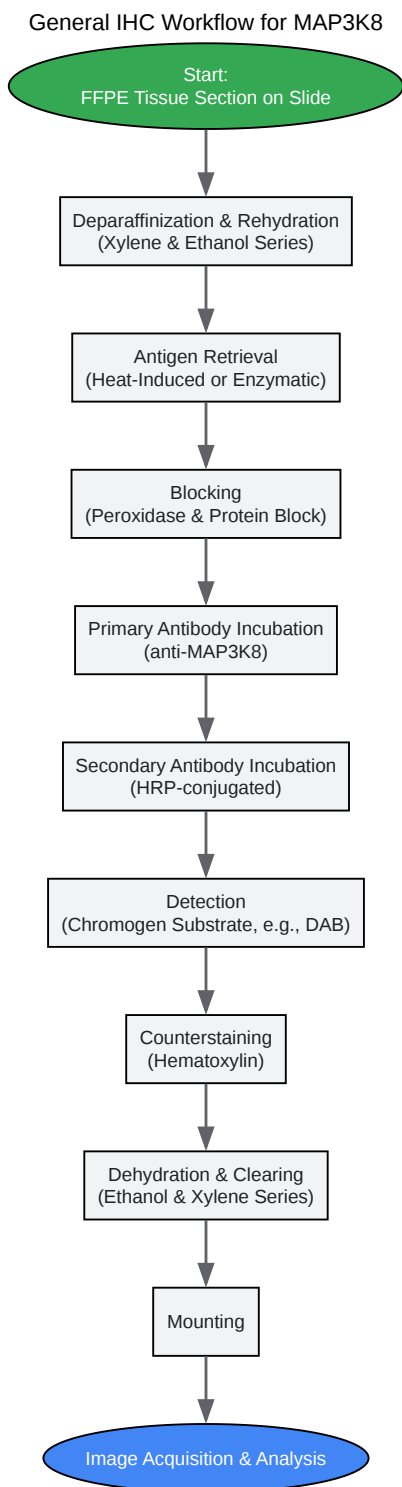 General IHC Workflow for MAP3K8
Start:
FFPE Tissue Section on Slide
Deparaffinization & Rehydration
(Xylene & Ethanol Series)
Antigen Retrieval
(Heat-Induced or Enzymatic)
Blocking
(Peroxidase & Protein Block)
Primary Antibody Incubation
(anti-MAP3K8)
Secondary Antibody Incubation
(HRP-conjugated)
Detection
(Chromogen Substrate, e.g., DAB)
Counterstaining
(Hematoxylin)
Dehydration & Clearing
(Ethanol & Xylene Series)
Mounting
Image Acquisition & Analysis